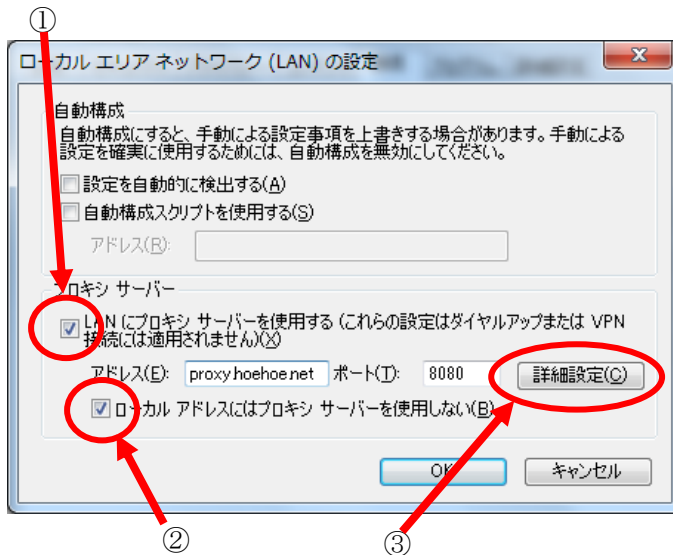 ①
ローカル エリア ネットワーク (LAN) の設定
自動構成
自動構成にすると、手動による設定事項を上書きする場合があります。手動による
設定を確実に使用するためには、自動構成を無効にしてください。
設定を自動的に検出する(A)
自動構成スクリプトを使用する(S)
アドレス(R):
プロキシ サーバー
LAN にプロキシ サーバーを使用する (これらの設定はダイヤルアップまたは VPN
接続には適用されません)(X)
アドレス(E): proxy.hoehoe.net ポート(T): 8080 詳細設定(C)
ローカル アドレスにはプロキシ サーバーを使用しない(B)
OK キャンセル
② ③